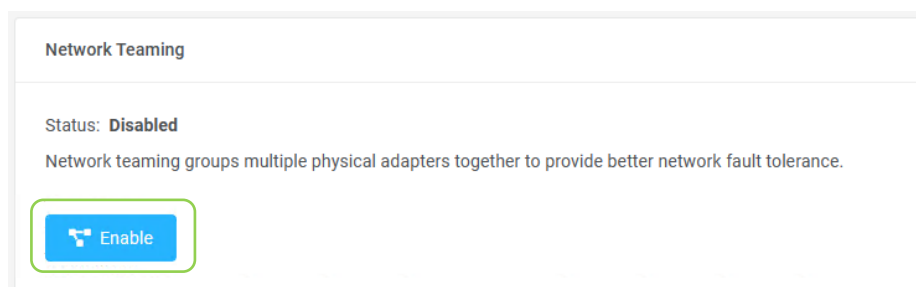 Network Teaming
Status: Disabled
Network teaming groups multiple physical adapters together to provide better network fault tolerance.
Enable